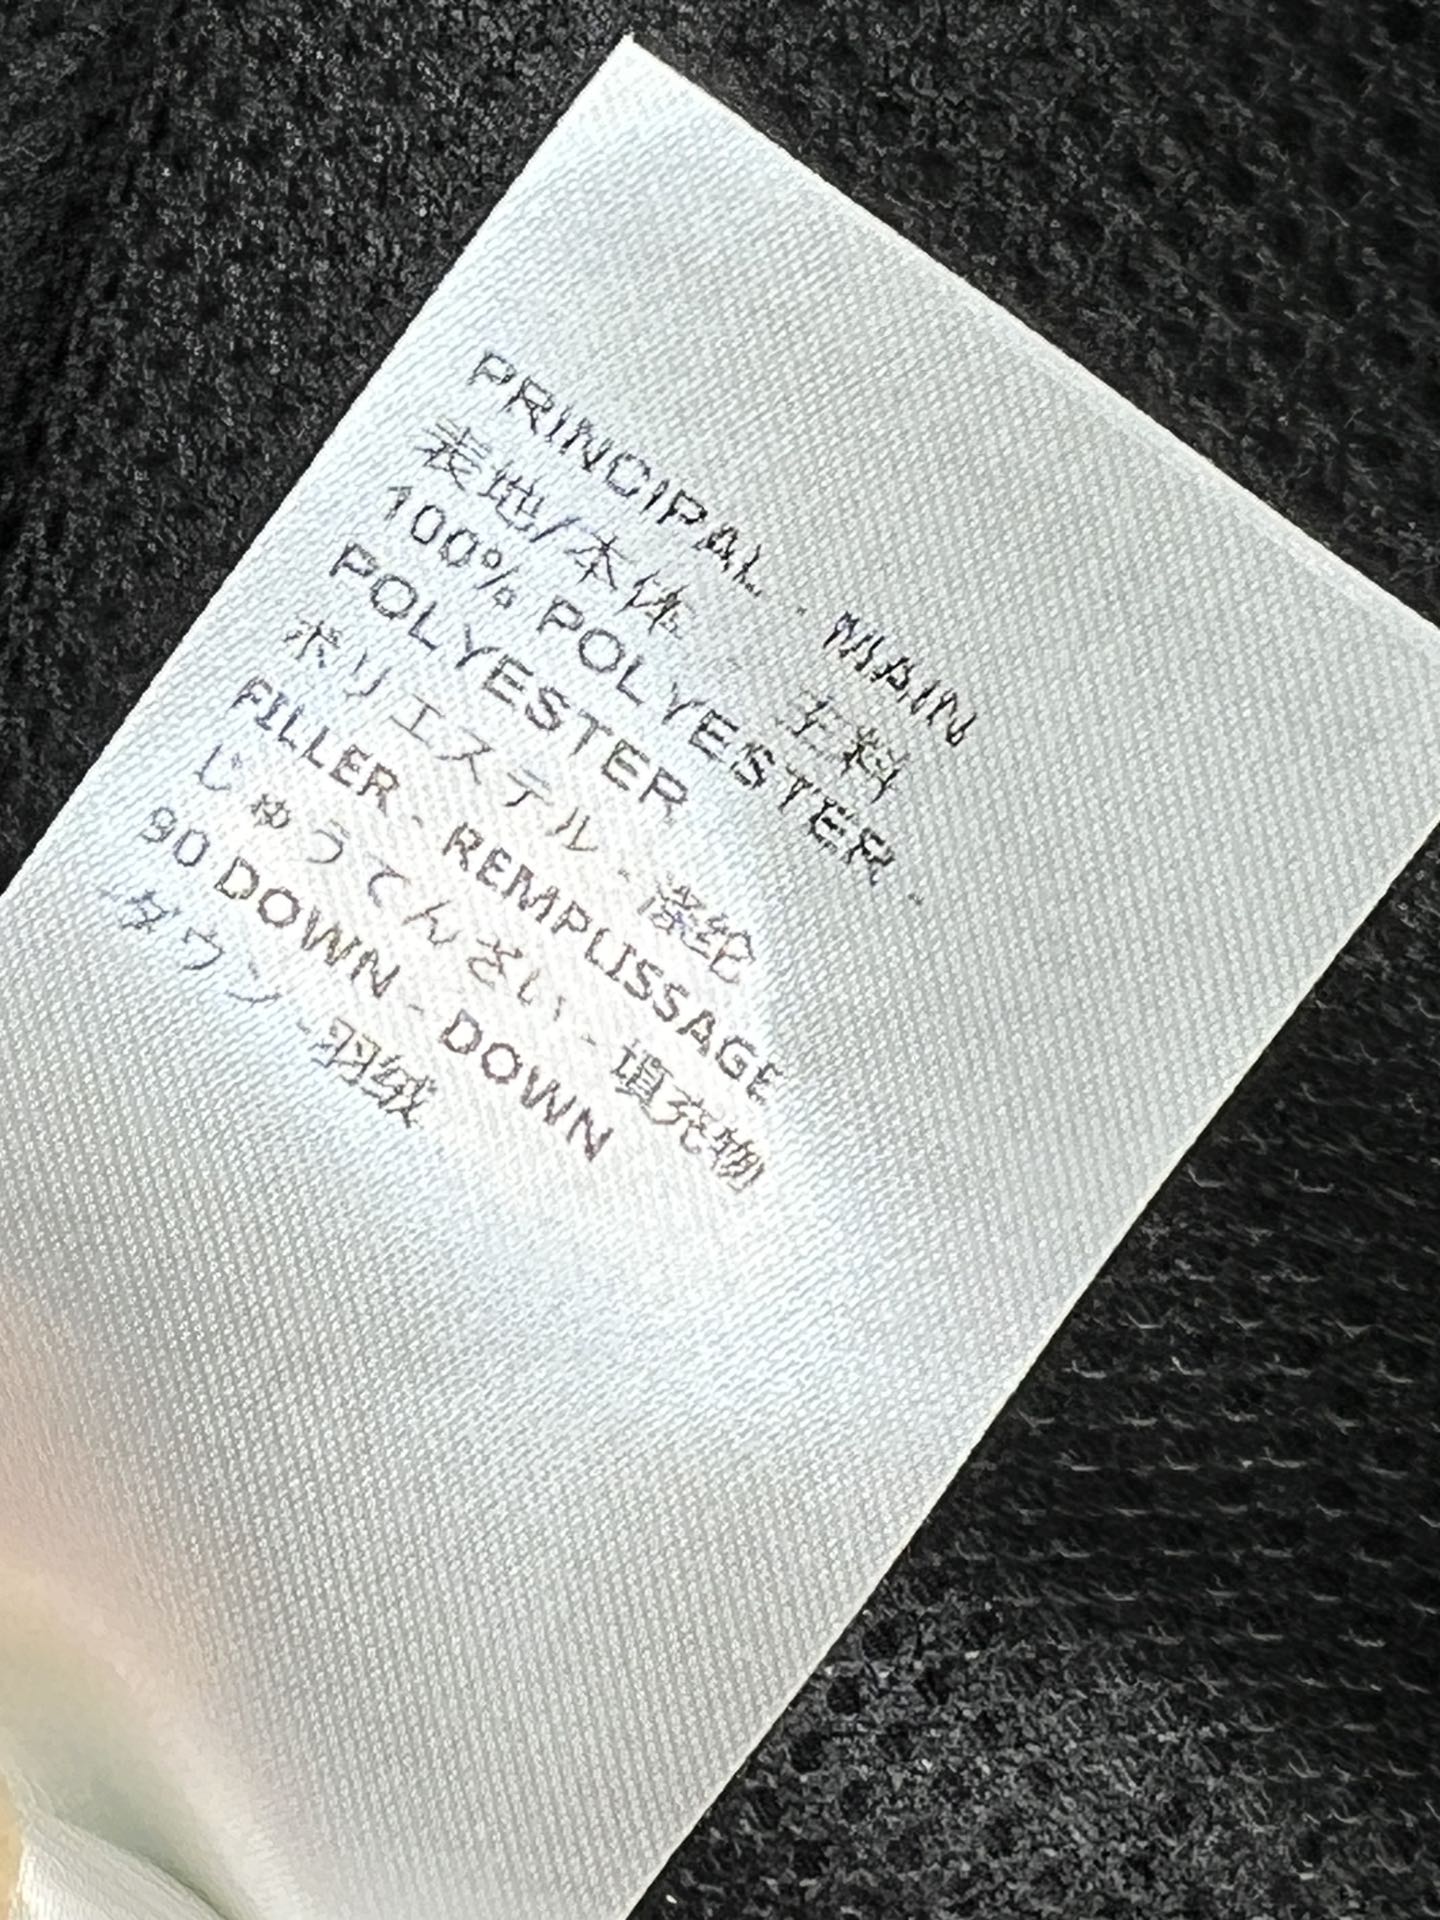 PRINCIPAL - MAIN
表地/本体 主料
100% POLYESTER -
POLYESTER
ポリエステル - 涤纶
FILLER - REMPLISSAGE
じゅうてんざい - 填充物
90 DOWN - DOWN
-ダウン - 羽绒